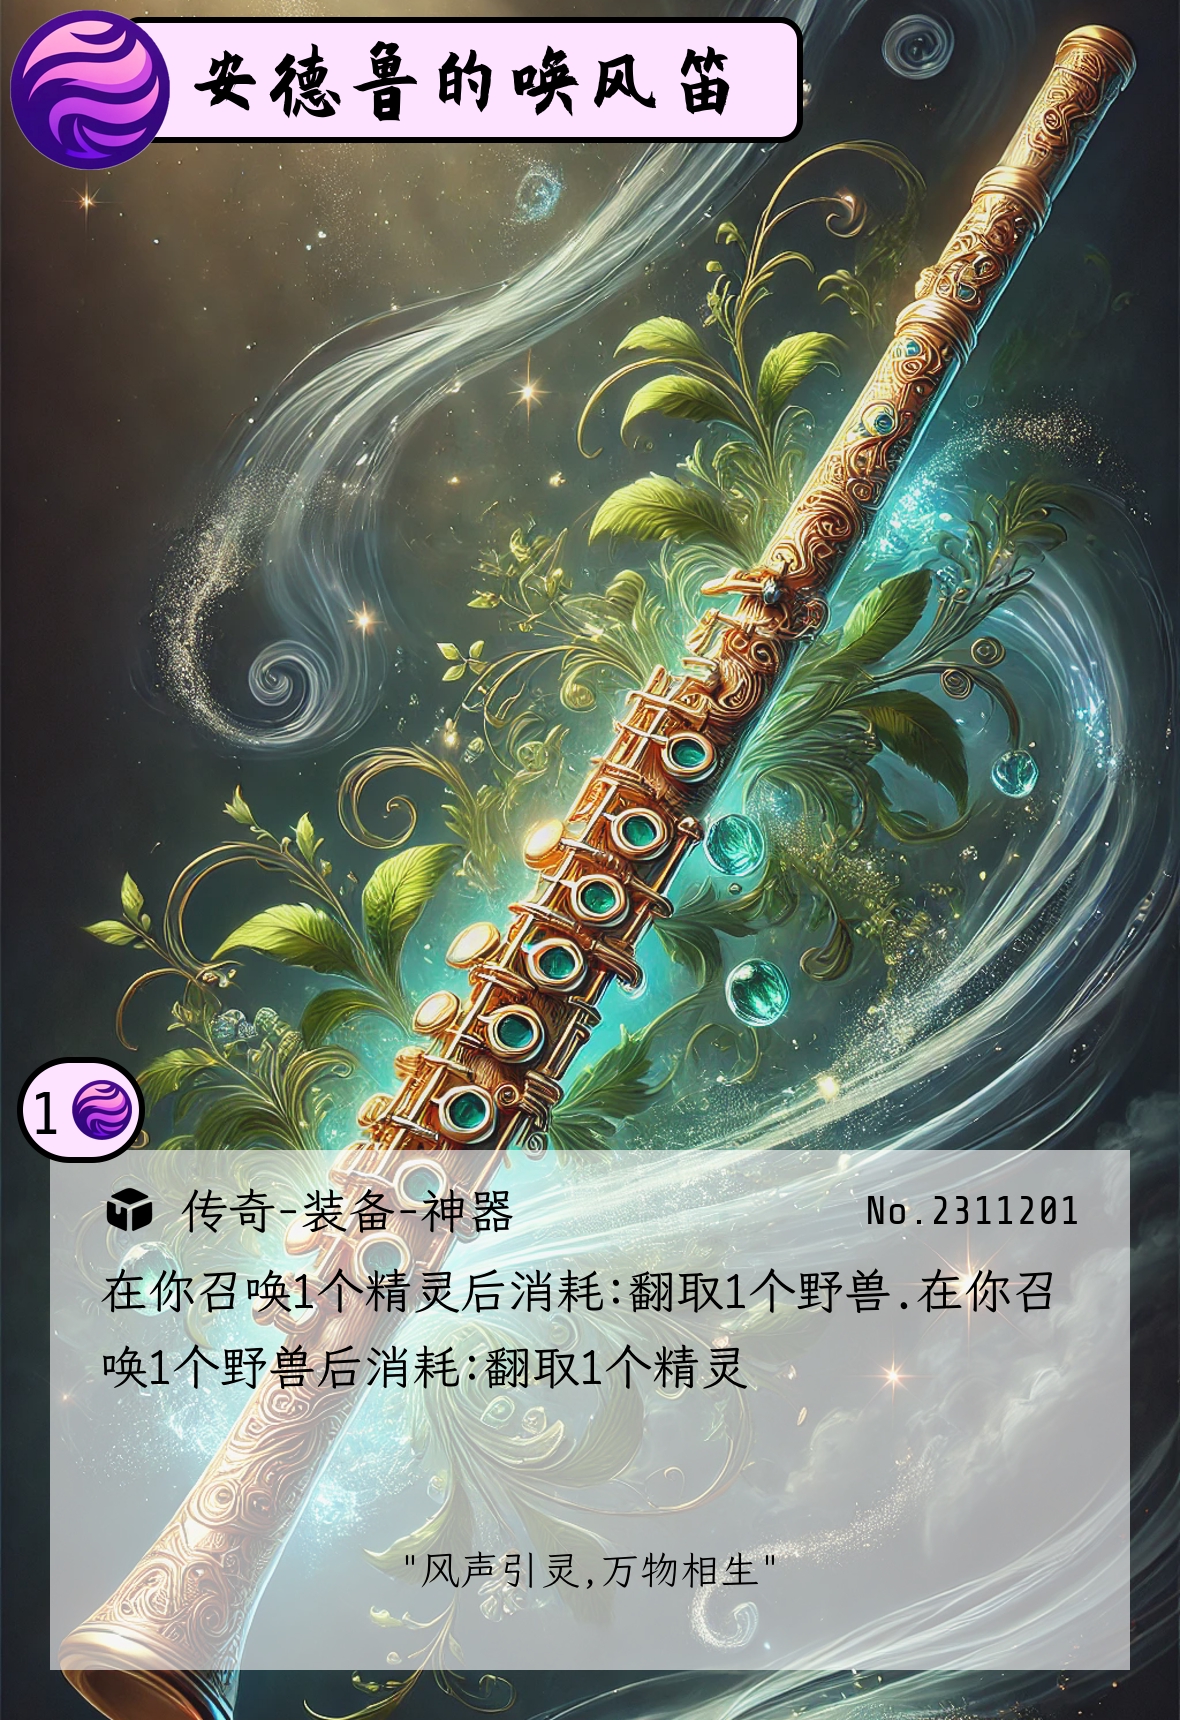 安德鲁的唤风笛
1
传奇-装备-神器 No.2311201
在你召唤1个精灵后消耗:翻取1个野兽.在你召
唤1个野兽后消耗:翻取1个精灵
"风声引灵,万物相生"